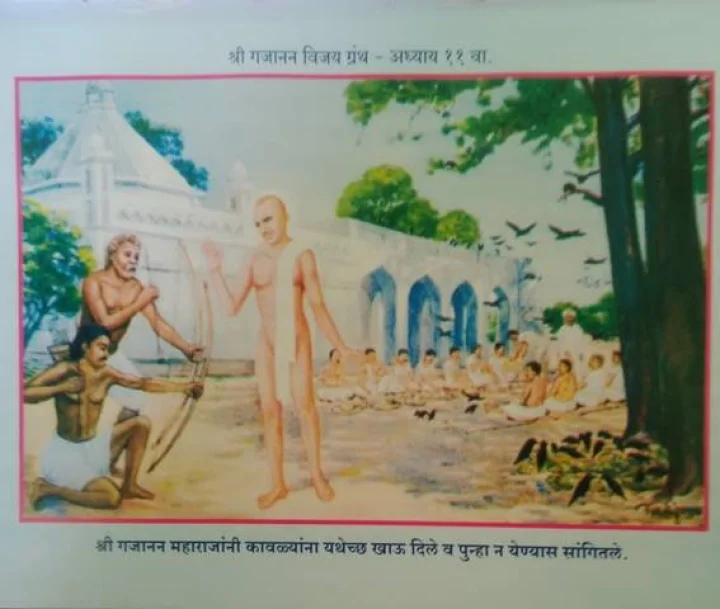 श्री गजानन विजय ग्रंथ - अध्याय ११ वा.
श्री गजानन महाराजांनी कावळ्यांना यथेच्छ खाऊ दिले व पुन्हा न येण्यास सांगितले.